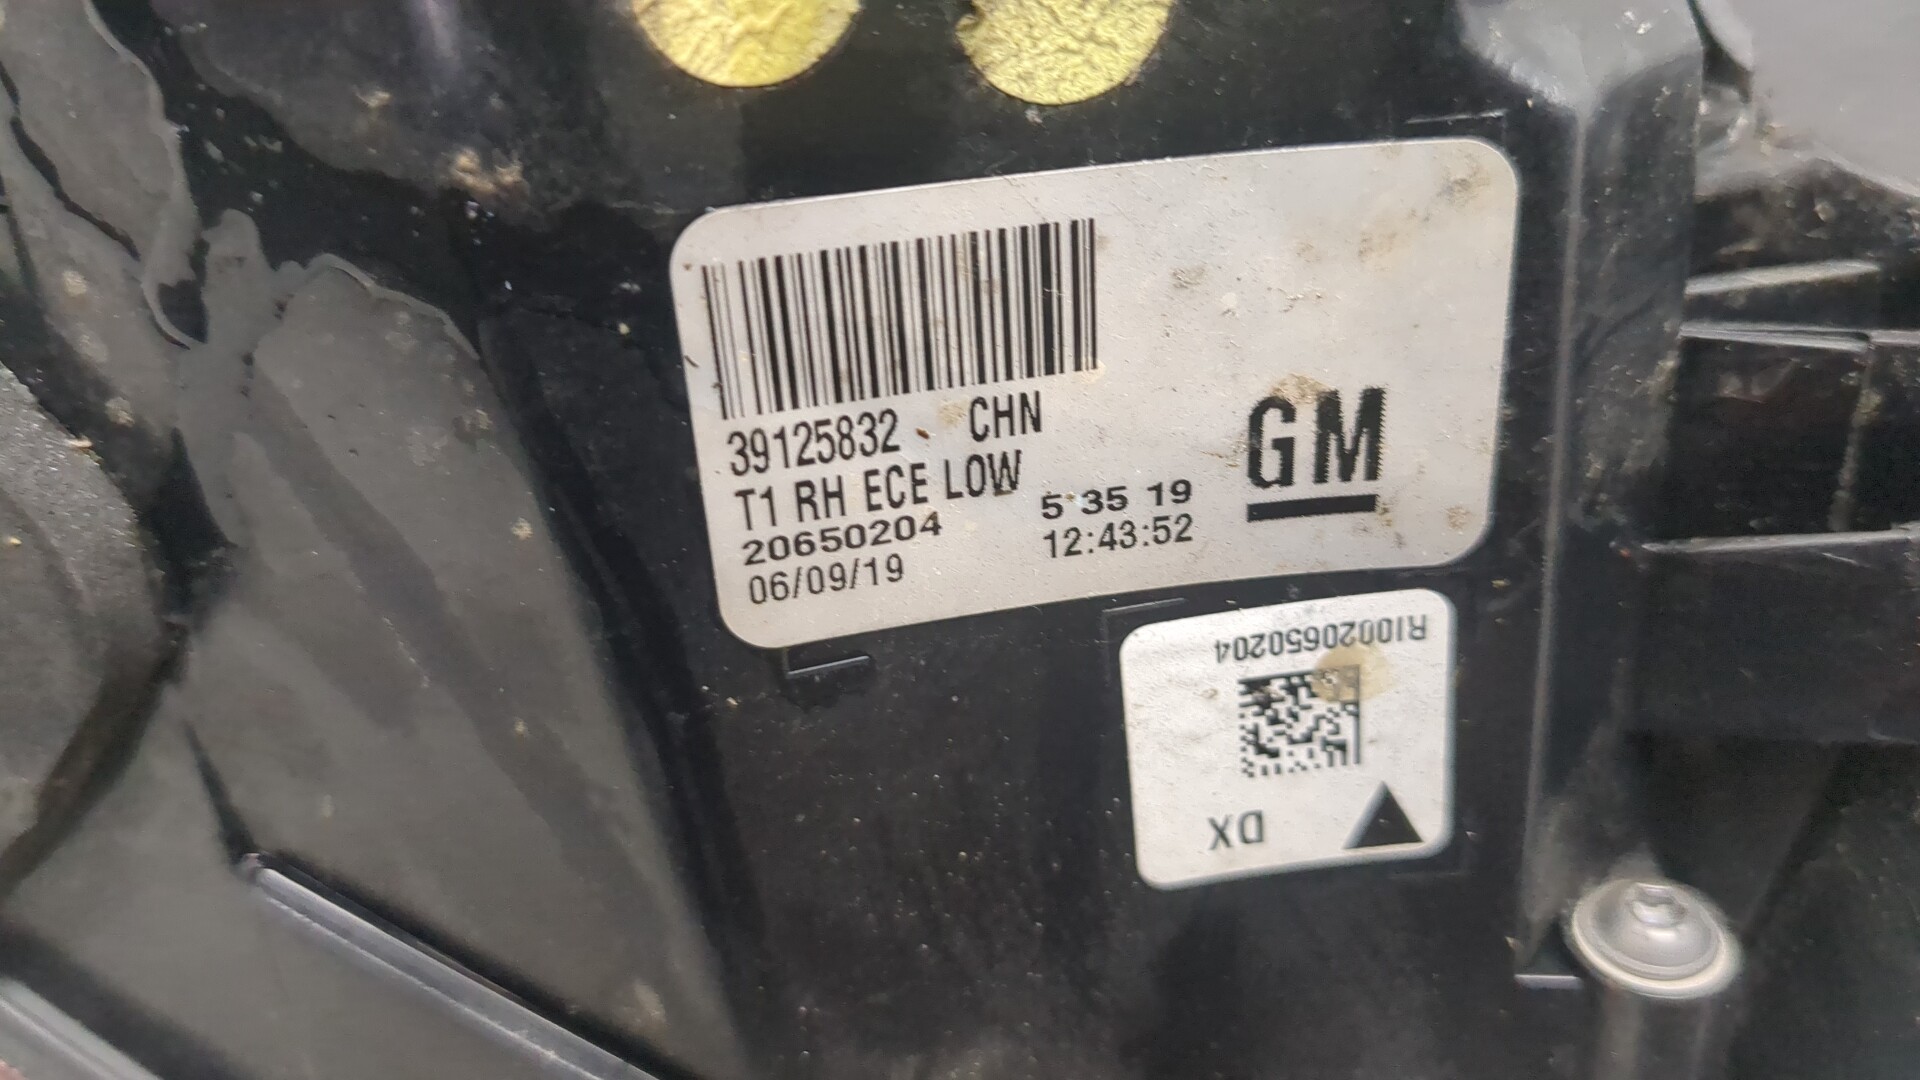 39125832 CHN
T1 RH ECE LOW
20650204 5 35 19
06/09/19 12:43:52
GM
RI0020650204
DX